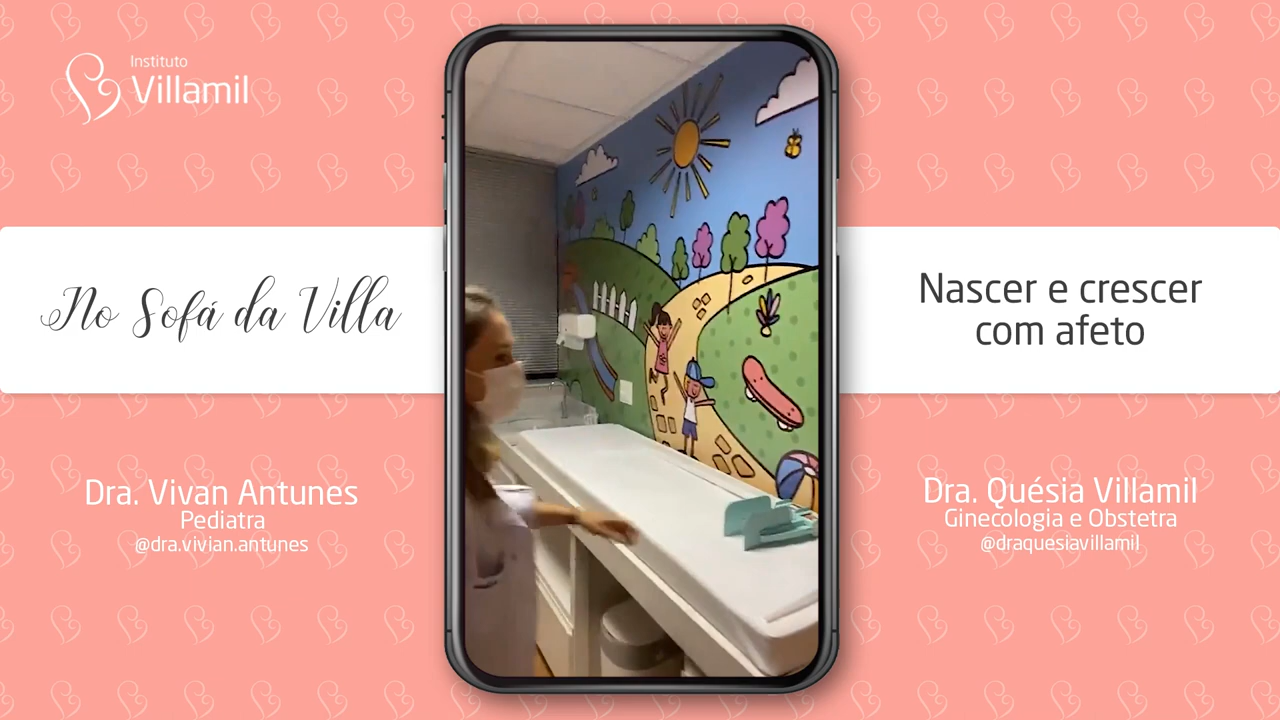 Instituto
Villamil
No Sofá da Villa
Nascer e crescer
com afeto
Dra. Vivan Antunes
Pediatra
@dra.vivian.antunes
Dra. Quésia Villamil
Ginecologia e Obstetra
@draquesiavillamil